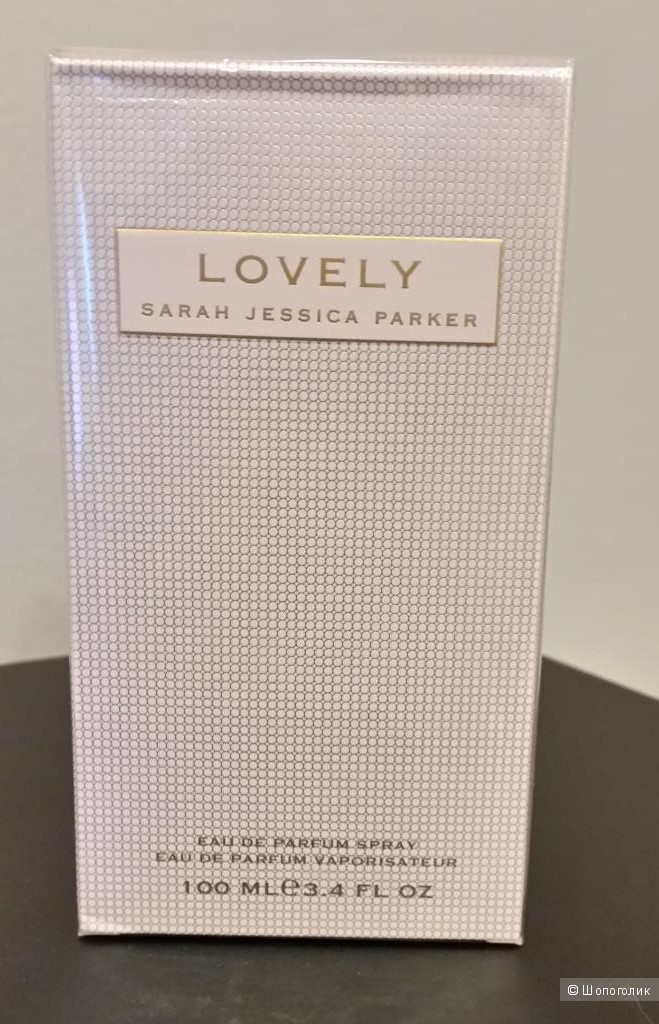 LOVELY
SARAH JESSICA PARKER
EAU DE PARFUM SPRAY
EAU DE PARFUM VAPORISATEUR
100 ML℮3.4 FL OZ
© Шопоголик